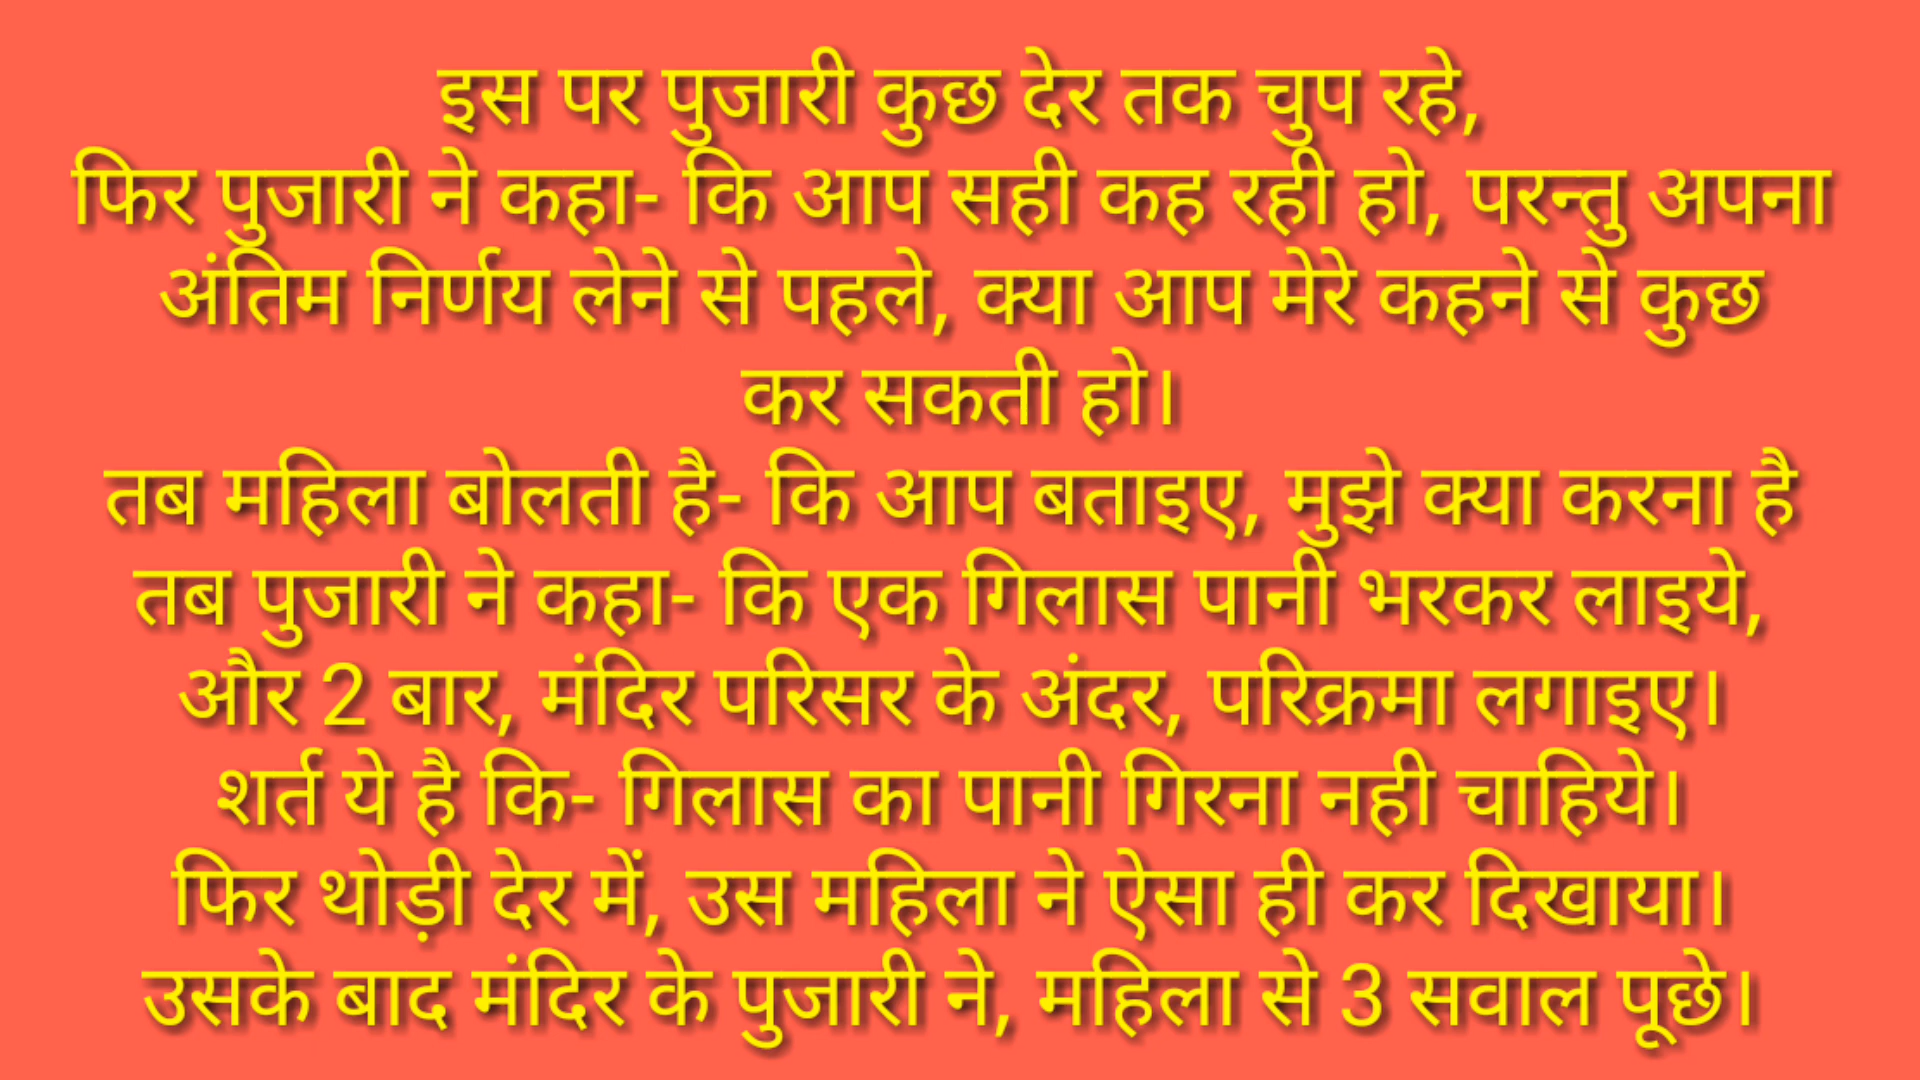 इस पर पुजारी कुछ देर तक चुप रहे,
फिर पुजारी ने कहा- कि आप सही कह रही हो, परन्तु अपना
अंतिम निर्णय लेने से पहले, क्या आप मेरे कहने से कुछ
कर सकती हो।
तब महिला बोलती है- कि आप बताइए, मुझे क्या करना है
तब पुजारी ने कहा- कि एक गिलास पानी भरकर लाइये,
और 2 बार, मंदिर परिसर के अंदर, परिक्रमा लगाइए।
शर्त ये है कि- गिलास का पानी गिरना नही चाहिये।
फिर थोड़ी देर में, उस महिला ने ऐसा ही कर दिखाया।
उसके बाद मंदिर के पुजारी ने, महिला से 3 सवाल पूछे।